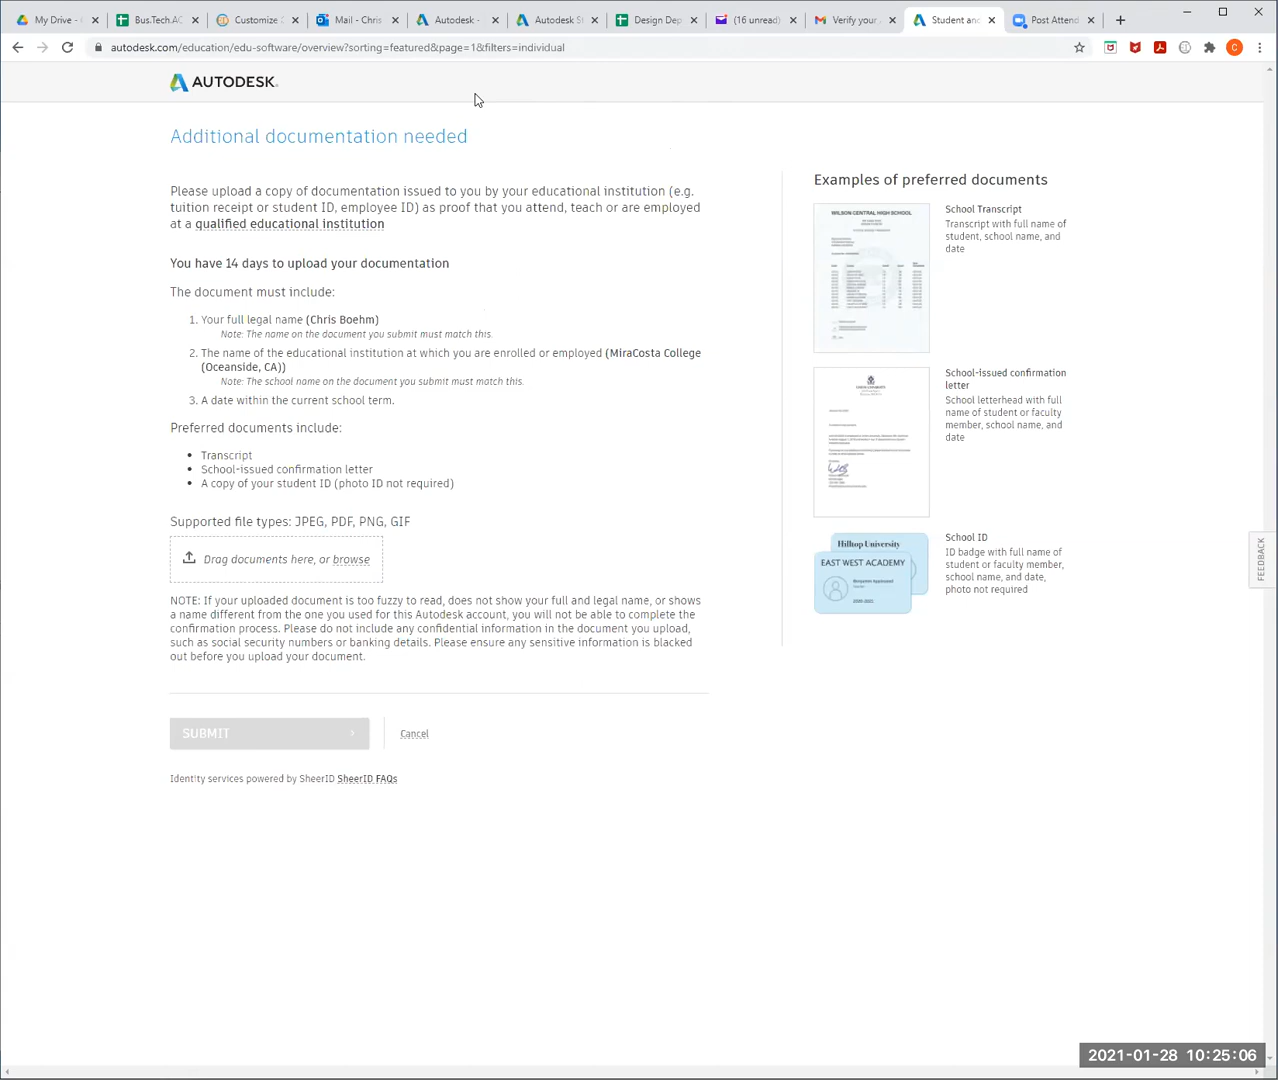 My Drive -
Bus.Tech.AC
Customize
Mail - Chris
Autodesk -
Autodesk S
Design Dep
(16 unread)
Verify your
Student an
Post Attend
autodesk.com/education/edu-software/overview?sorting=featured&page=1&filters=individual
AUTODESK.
Additional documentation needed
Please upload a copy of documentation issued to you by your educational institution (e.g.
tuition receipt or student ID, employee ID) as proof that you attend, teach or are employed
at a qualified educational institution
You have 14 days to upload your documentation
The document must include:
1. Your full legal name (Chris Boehm)
Note: The name on the document you submit must match this.
2. The name of the educational institution at which you are enrolled or employed (MiraCosta College
(Oceanside, CA))
Note: The school name on the document you submit must match this.
3. A date within the current school term.
Preferred documents include:
• Transcript
• School-issued confirmation letter
• A copy of your student ID (photo ID not required)
Supported file types: JPEG, PDF, PNG, GIF
Drag documents here, or browse
NOTE: If your uploaded document is too fuzzy to read, does not show your full and legal name, or shows
a name different from the one you used for this Autodesk account, you will not be able to complete the
confirmation process. Please do not include any confidential information in the document you upload,
such as social security numbers or banking details. Please ensure any sensitive information is blacked
out before you upload your document.
SUBMIT
Cancel
Identity services powered by SheerID SheerID FAQs
Examples of preferred documents
WILSON CENTRAL HIGH SCHOOL
School Transcript
Transcript with full name of
student, school name, and
date
School-issued confirmation
letter
School letterhead with full
name of student or faculty
member, school name, and
date
Hilltop University
EAST WEST ACADEMY
School ID
ID badge with full name of
student or faculty member,
school name, and date,
photo not required
FEEDBACK
2021-01-28 10:25:06